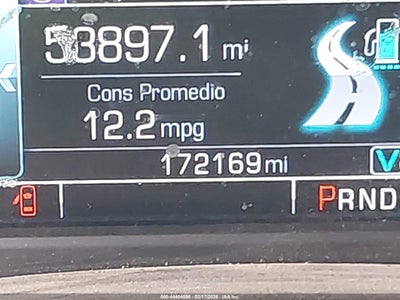 53897.1 mi
Cons Promedio
12.2 mpg
172169 mi
V
PRND